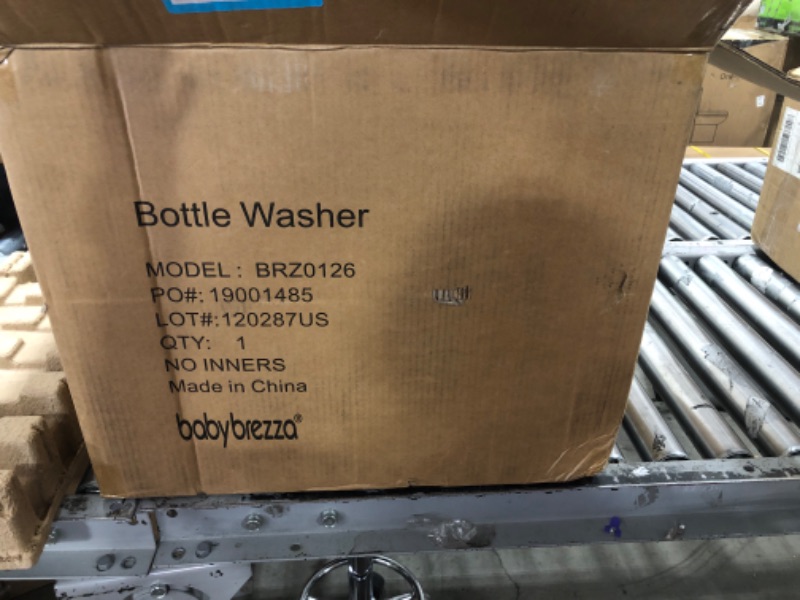 Bottle Washer
MODEL: BRZ0126
PO#: 19001485
LOT#:120287US
QTY: 1
NO INNERS
Made in China
babybrezza®